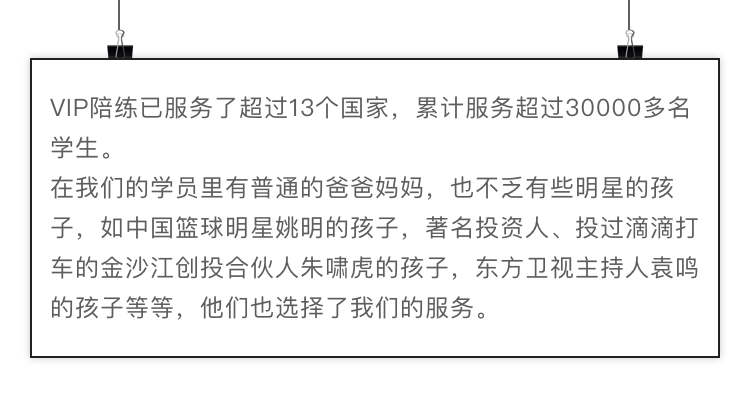 VIP陪练已服务了超过13个国家，累计服务超过30000多名
学生。
在我们的学员里有普通的爸爸妈妈，也不乏有些明星的孩
子，如中国篮球明星姚明的孩子，著名投资人、投过滴滴打
车的金沙江创投合伙人朱啸虎的孩子，东方卫视主持人袁鸣
的孩子等等，他们也选择了我们的服务。